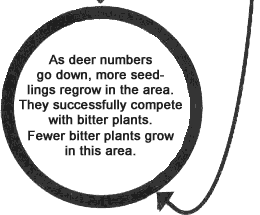 As deer numbers
go down, more seed-
lings regrow in the area.
They successfully compete
with bitter plants.
Fewer bitter plants grow
in this area.